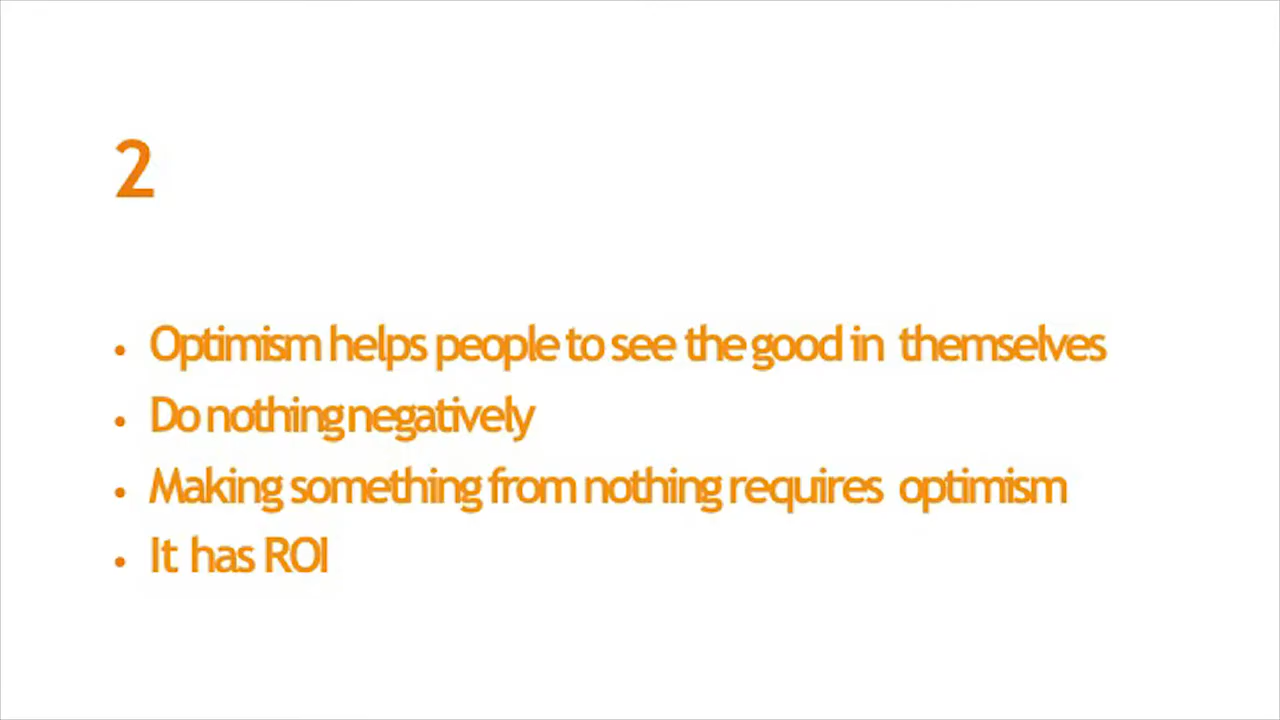 2
• Optimism helps people to see the good in themselves
• Do nothing negatively
• Making something from nothing requires optimism
• It has ROI